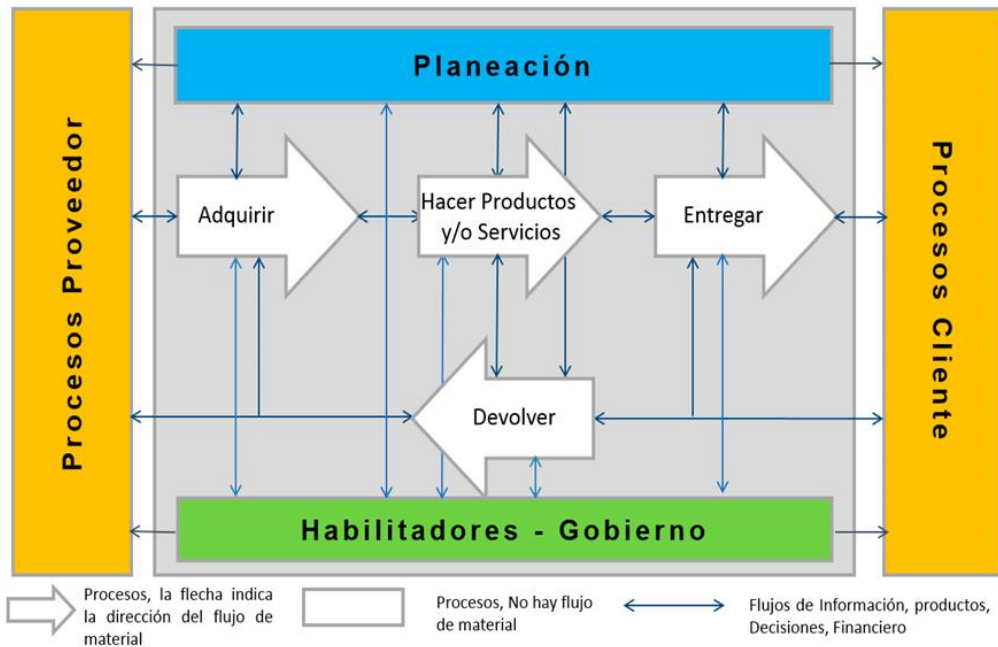 Planeación
Procesos Proveedor
Procesos Cliente
Adquirir
Hacer Productos
y/o Servicios
Entregar
Devolver
Habilitadores - Gobierno
Procesos, la flecha indica
la dirección del flujo de
material
Procesos, No hay flujo
de material
Flujos de Información, productos,
Decisiones, Financiero